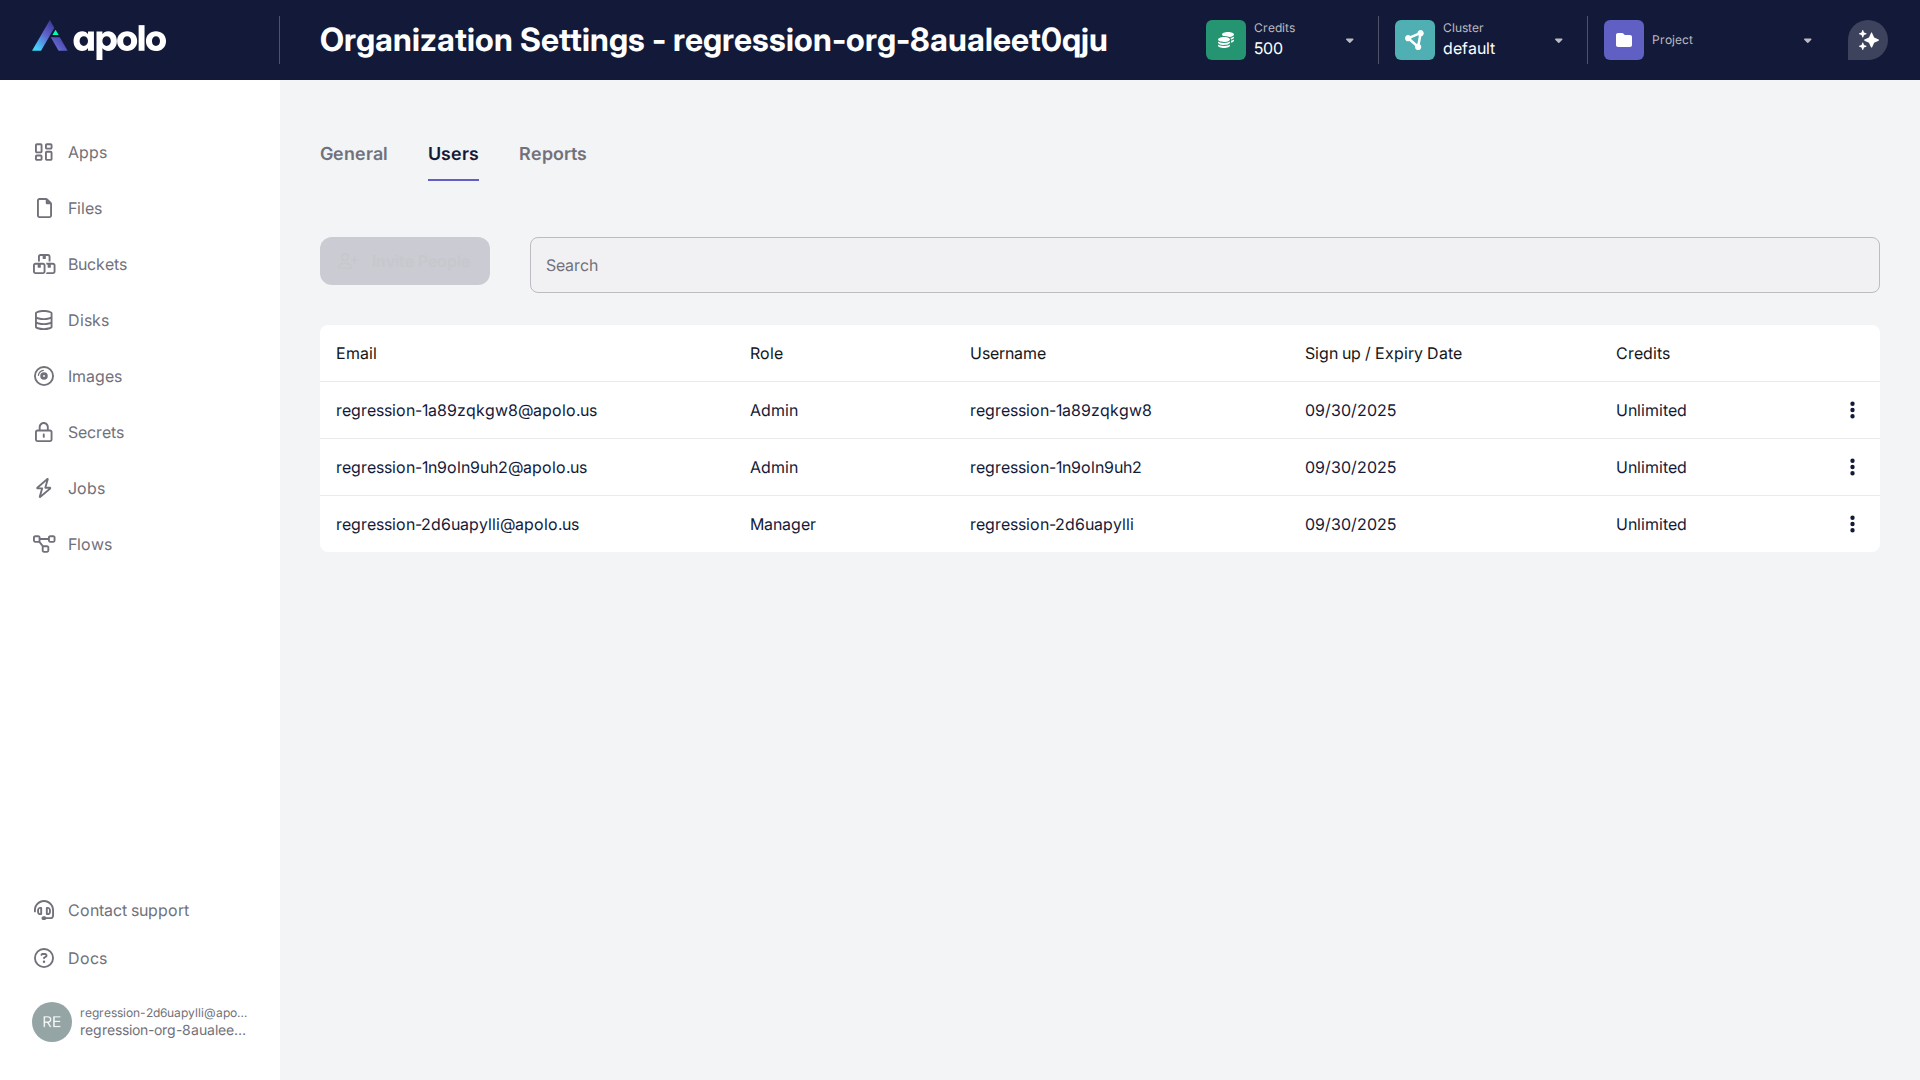 apolo
Organization Settings - regression-org-8aualeet0qju
Credits
500
Cluster
default
Project
Apps
Files
Buckets
Disks
Images
Secrets
Jobs
Flows
General
Users
Reports
Invite People
Search
Email Role Username Sign up / Expiry Date Credits
regression-1a89zqkgw8@apolo.us Admin regression-1a89zqkgw8 09/30/2025 Unlimited
regression-1n9oln9uh2@apolo.us Admin regression-1n9oln9uh2 09/30/2025 Unlimited
regression-2d6uapylli@apolo.us Manager regression-2d6uapylli 09/30/2025 Unlimited
Contact support
Docs
RE
regression-2d6uapylli@apo...
regression-org-8aualee...